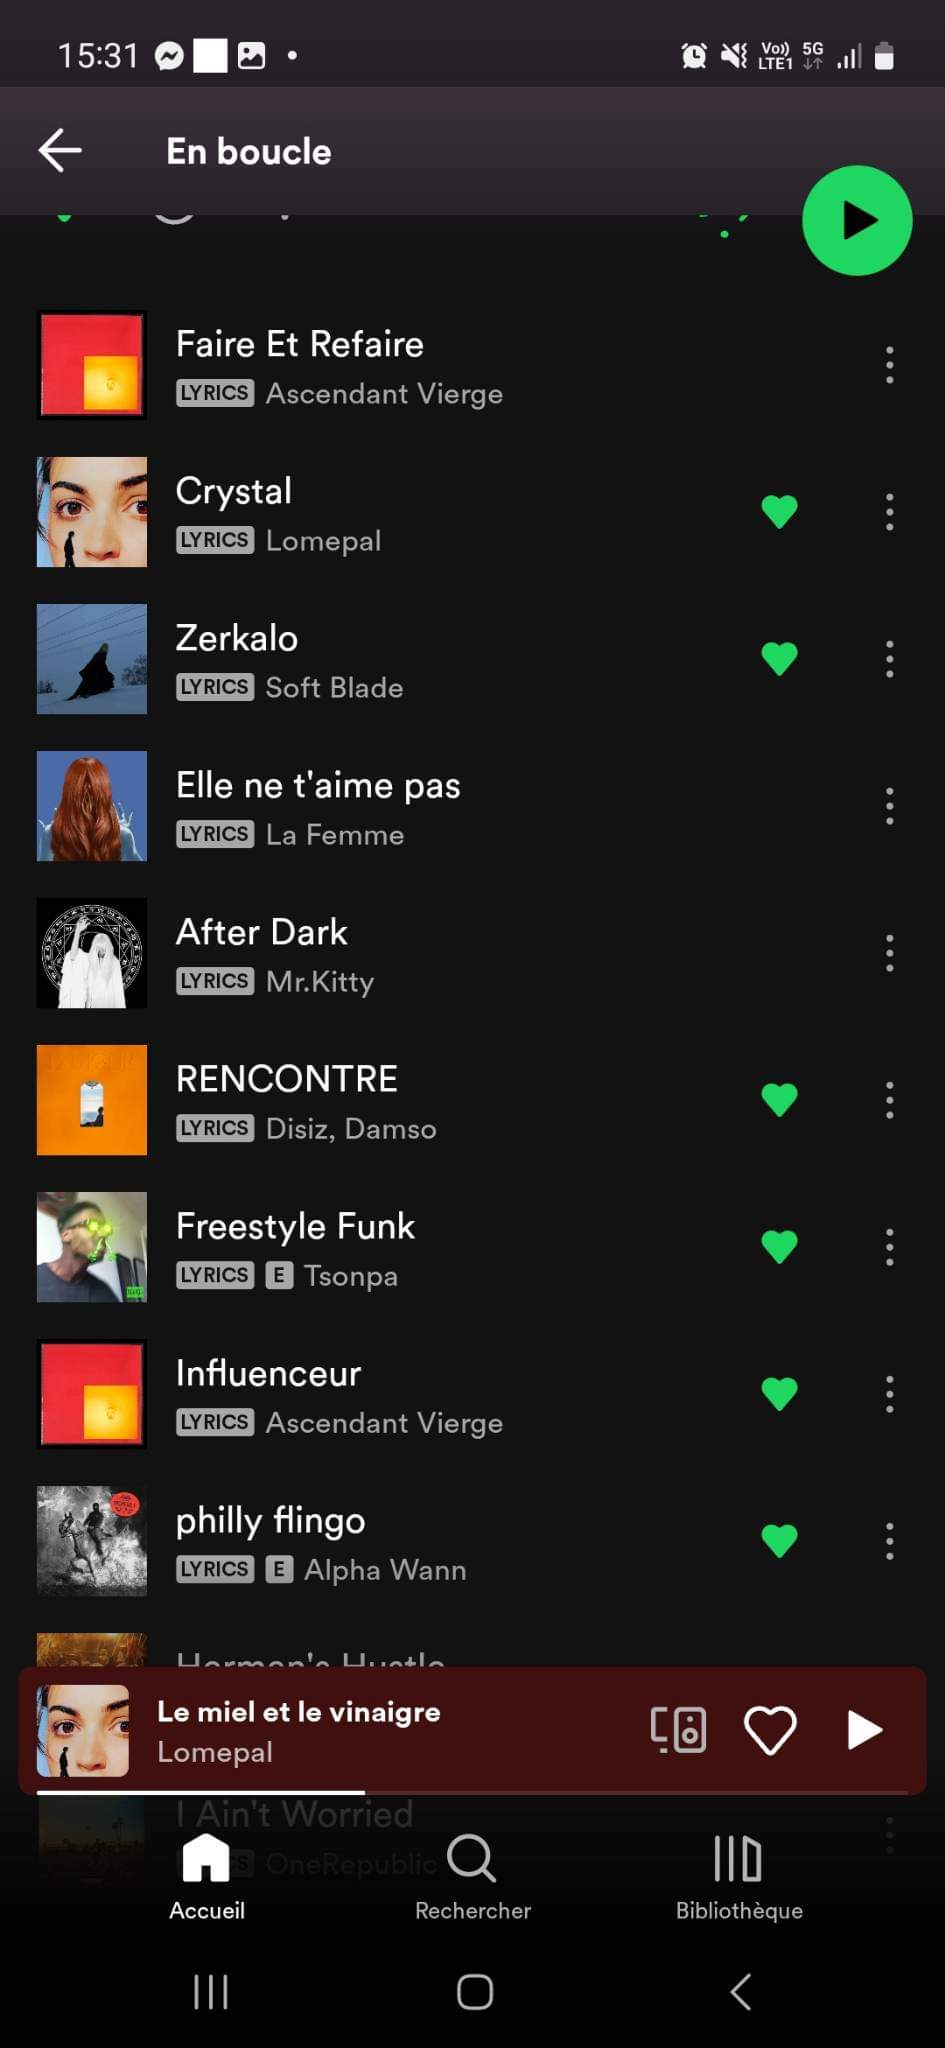 15:31
Vo))
LTE1
5G
En boucle
Faire Et Refaire
LYRICS Ascendant Vierge
Crystal
LYRICS Lomepal
Zerkalo
LYRICS Soft Blade
Elle ne t'aime pas
LYRICS La Femme
After Dark
LYRICS Mr.Kitty
RENCONTRE
LYRICS Disiz, Damso
Freestyle Funk
LYRICS E Tsonpa
Influenceur
LYRICS Ascendant Vierge
philly flingo
LYRICS E Alpha Wann
Herman's Hustle
Le miel et le vinaigre
Lomepal
I Ain't Worried
OneRepublic
Accueil
Rechercher
Bibliothèque